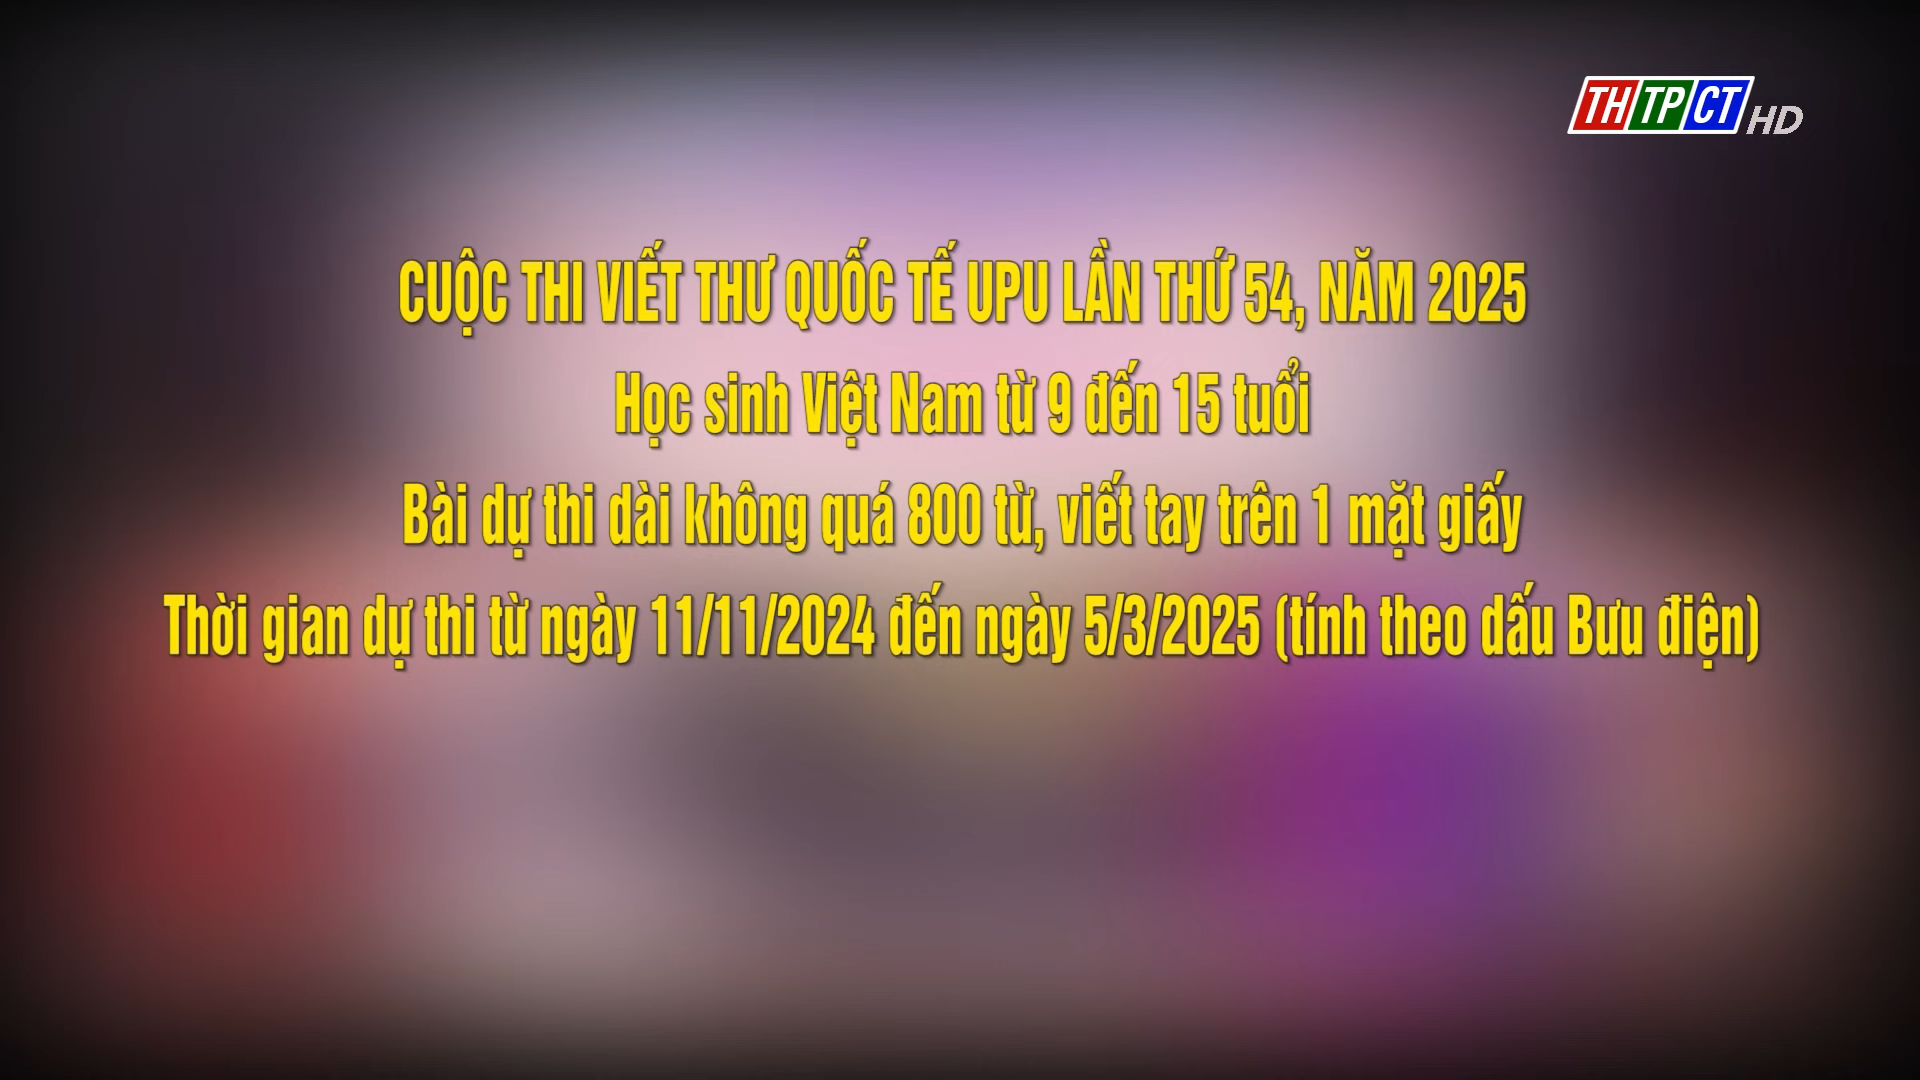 THTPCT HD
CUỘC THI VIẾT THƯ QUỐC TẾ UPU LẦN THỨ 54, NĂM 2025
Học sinh Việt Nam từ 9 đến 15 tuổi
Bài dự thi dài không quá 800 từ, viết tay trên 1 mặt giấy
Thời gian dự thi từ ngày 11/11/2024 đến ngày 5/3/2025 (tính theo dấu Bưu điện)